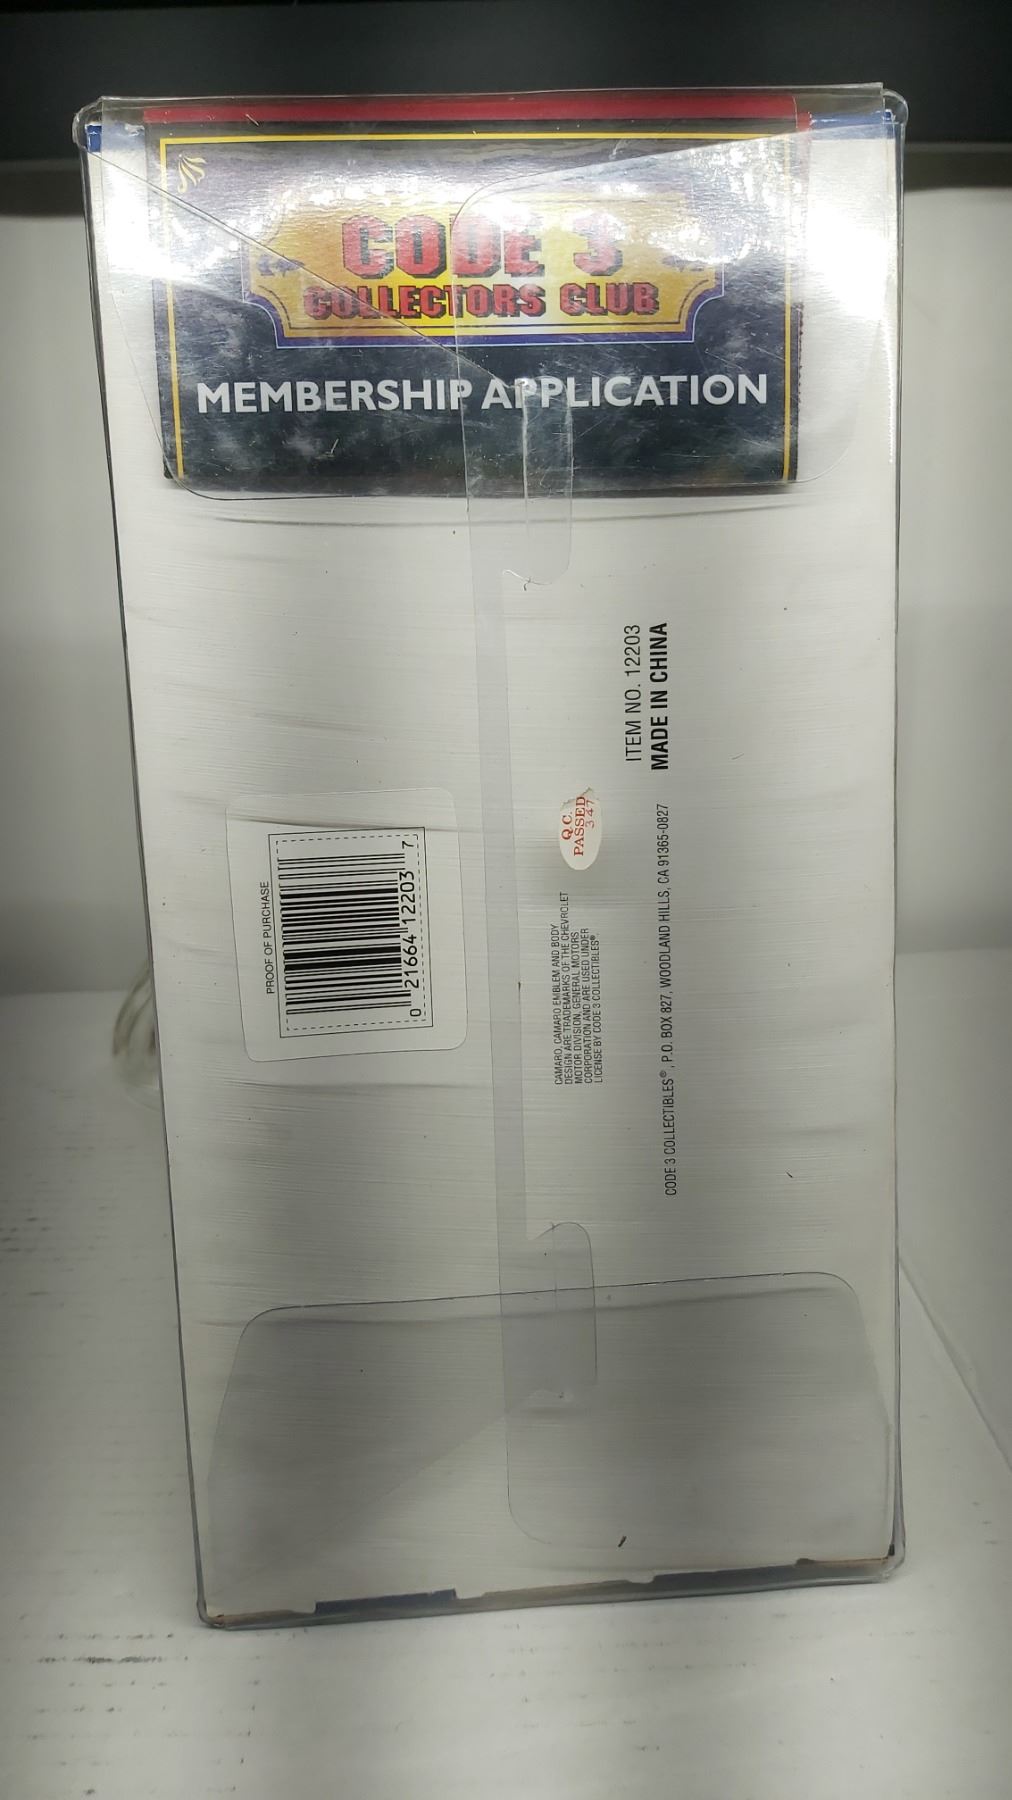 CODE 3
COLLECTORS CLUB
MEMBERSHIP APPLICATION
ITEM NO. 12203
MADE IN CHINA
Q.C.
PASSED
347
PROOF OF PURCHASE
0 21664 12203 7
CAMARO, CAMARO EMBLEM AND BODY
DESIGN ARE TRADEMARKS OF THE CHEVROLET
MOTOR DIVISION, GENERAL MOTORS
CORPORATION AND ARE USED UNDER
LICENSE BY CODE 3 COLLECTIBLES®.
CODE 3 COLLECTIBLES®, P.O. BOX 827, WOODLAND HILLS, CA 91365-0827